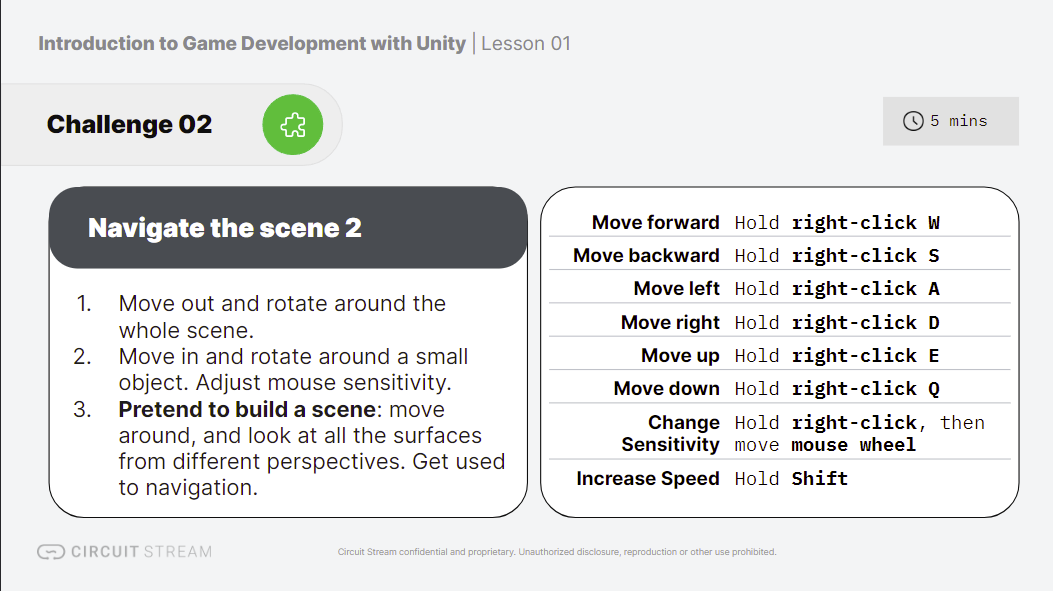 Introduction to Game Development with Unity | Lesson 01
Challenge 02
5 mins
Navigate the scene 2
1. Move out and rotate around the
whole scene.
2. Move in and rotate around a small
object. Adjust mouse sensitivity.
3. Pretend to build a scene: move
around, and look at all the surfaces
from different perspectives. Get used
to navigation.
Move forward Hold right-click W
Move backward Hold right-click S
Move left Hold right-click A
Move right Hold right-click D
Move up Hold right-click E
Move down Hold right-click Q
Change Hold right-click, then
Sensitivity move mouse wheel
Increase Speed Hold Shift
CIRCUIT STREAM
Circuit Stream confidential and proprietary. Unauthorized disclosure, reproduction or other use prohibited.